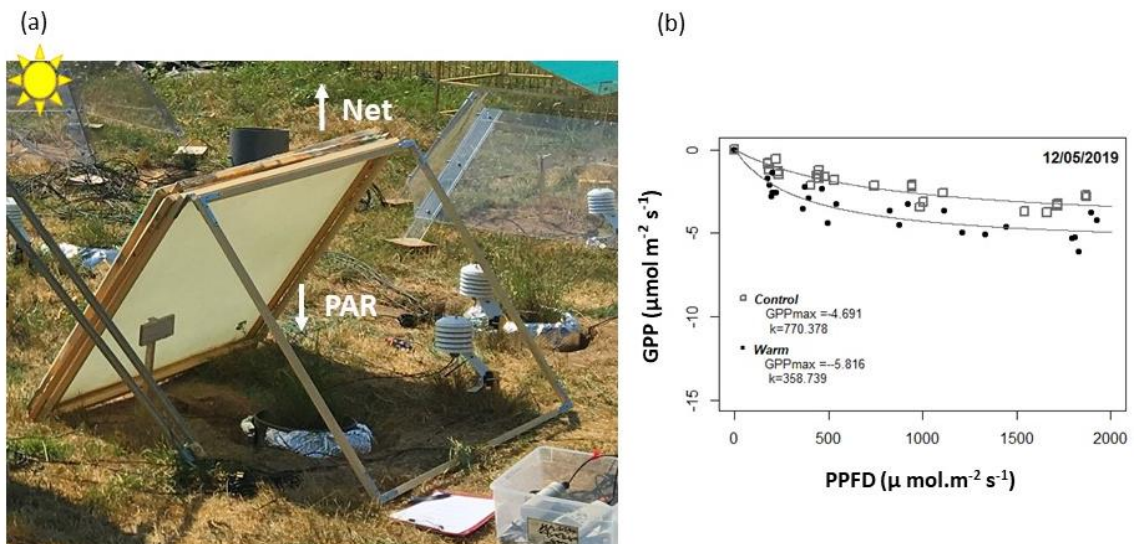 (a)
Net
PAR
(b)
12/05/2019
GPP (μmol m⁻² s⁻¹)
0
-5
-10
-15
Control
GPPmax =-4.691
k=770.378
Warm
GPPmax =--5.816
k=358.739
0
500
1000
1500
2000
PPFD (μ mol.m⁻² s⁻¹)